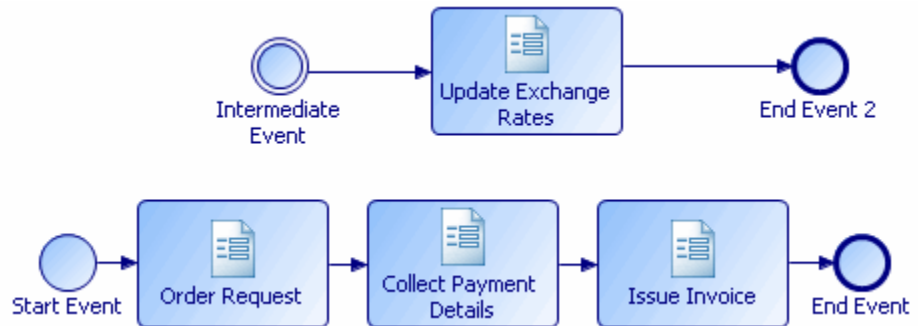 Intermediate
Event
Update Exchange
Rates
End Event 2
Start Event
Order Request
Collect Payment
Details
Issue Invoice
End Event